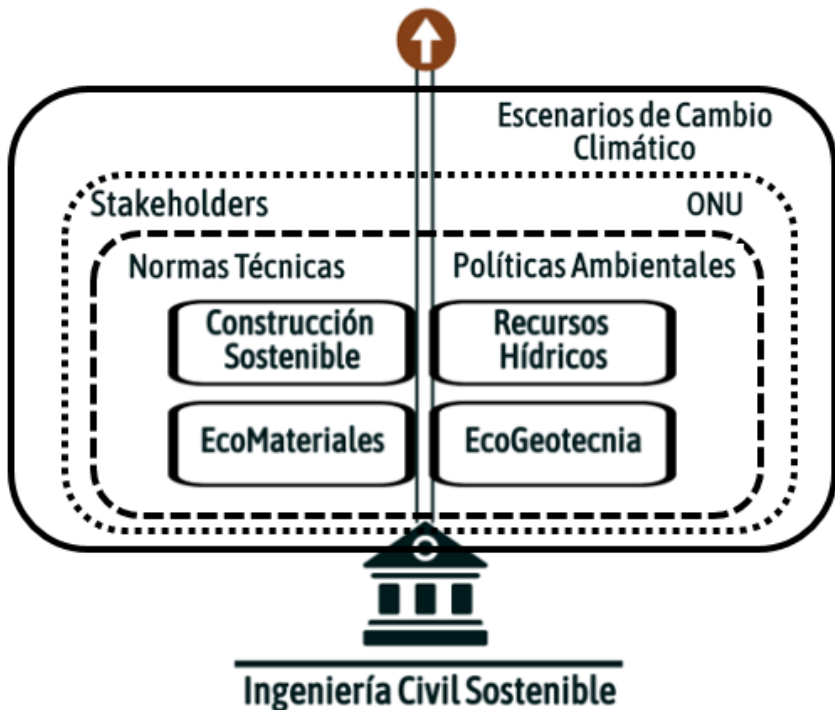 Escenarios de Cambio
Climático
Stakeholders
ONU
Normas Técnicas
Políticas Ambientales
Construcción
Sostenible
Recursos
Hídricos
EcoMateriales
EcoGeotecnia
Ingeniería Civil Sostenible